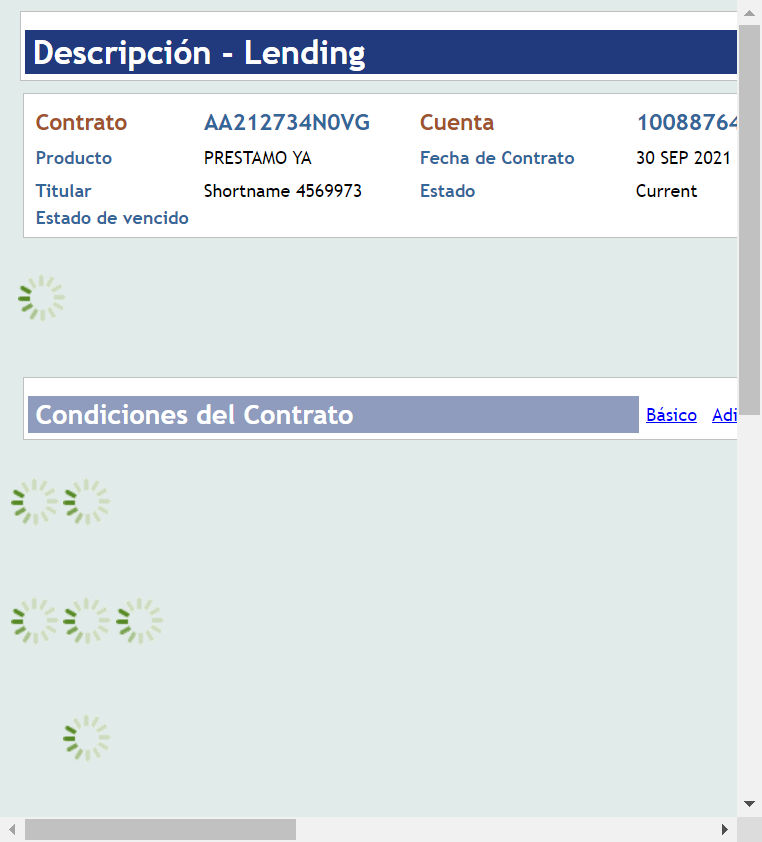 Descripción - Lending
Contrato AA212734N0VG Cuenta 10088764
Producto PRESTAMO YA Fecha de Contrato 30 SEP 2021
Titular Shortname 4569973 Estado Current
Estado de vencido
Condiciones del Contrato Básico Adi